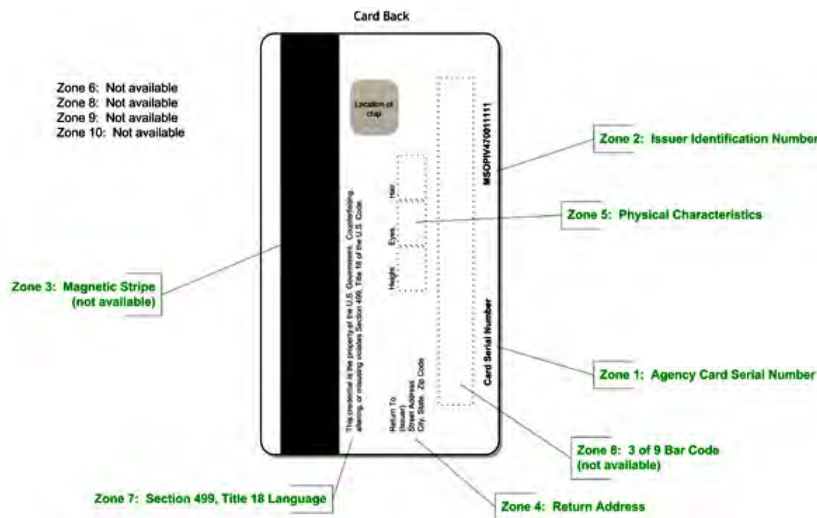 Card Back
Zone 6: Not available
Zone 8: Not available
Zone 9: Not available
Zone 10: Not available
Location of
chip
Zone 2: Issuer Identification Number
MSOPIV470011111
Zone 5: Physical Characteristics
Hair
Eyes
Height
This credential is the property of the U.S. Government. Counterfeiting,
altering, or misusing violates Section 499, Title 18 of the U.S. Code.
Zone 3: Magnetic Stripe
(not available)
Card Serial Number
Zone 1: Agency Card Serial Number
Return To:
(Issuer)
Street Address
City, State, Zip Code
Zone 8: 3 of 9 Bar Code
(not available)
Zone 7: Section 499, Title 18 Language
Zone 4: Return Address